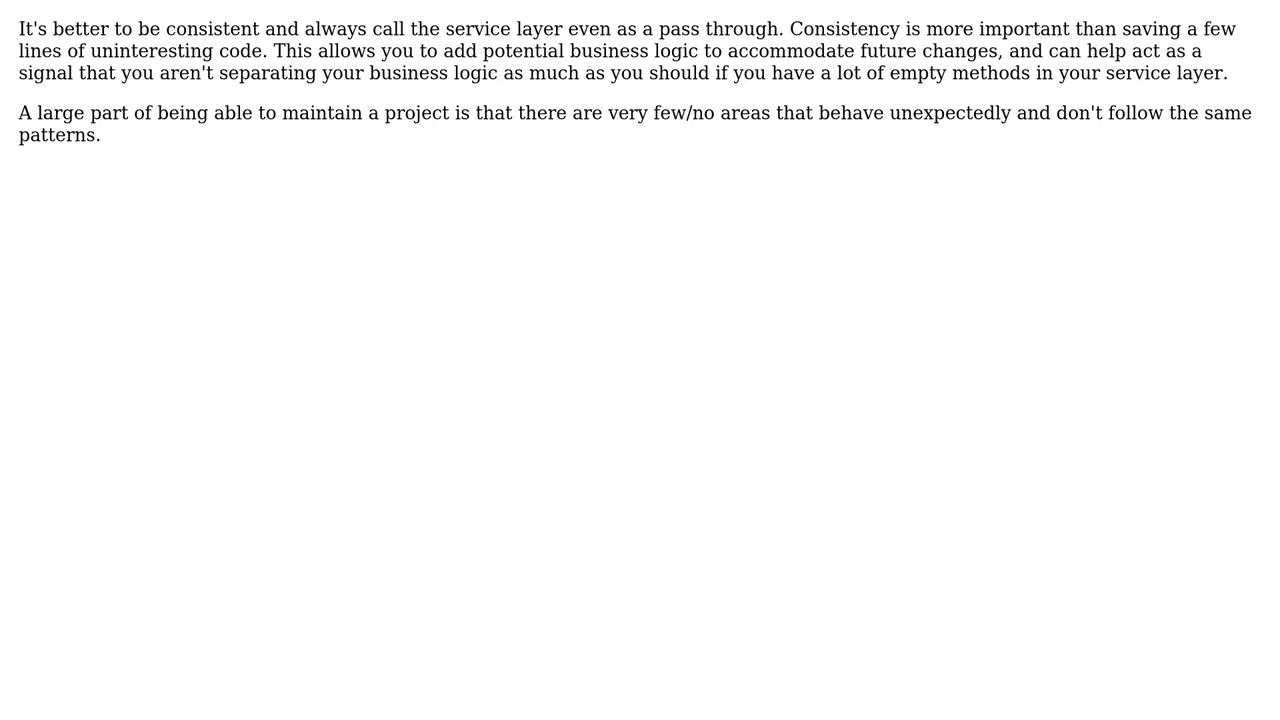 It's better to be consistent and always call the service layer even as a pass through. Consistency is more important than saving a few
lines of uninteresting code. This allows you to add potential business logic to accommodate future changes, and can help act as a
signal that you aren't separating your business logic as much as you should if you have a lot of empty methods in your service layer.
A large part of being able to maintain a project is that there are very few/no areas that behave unexpectedly and don't follow the same
patterns.